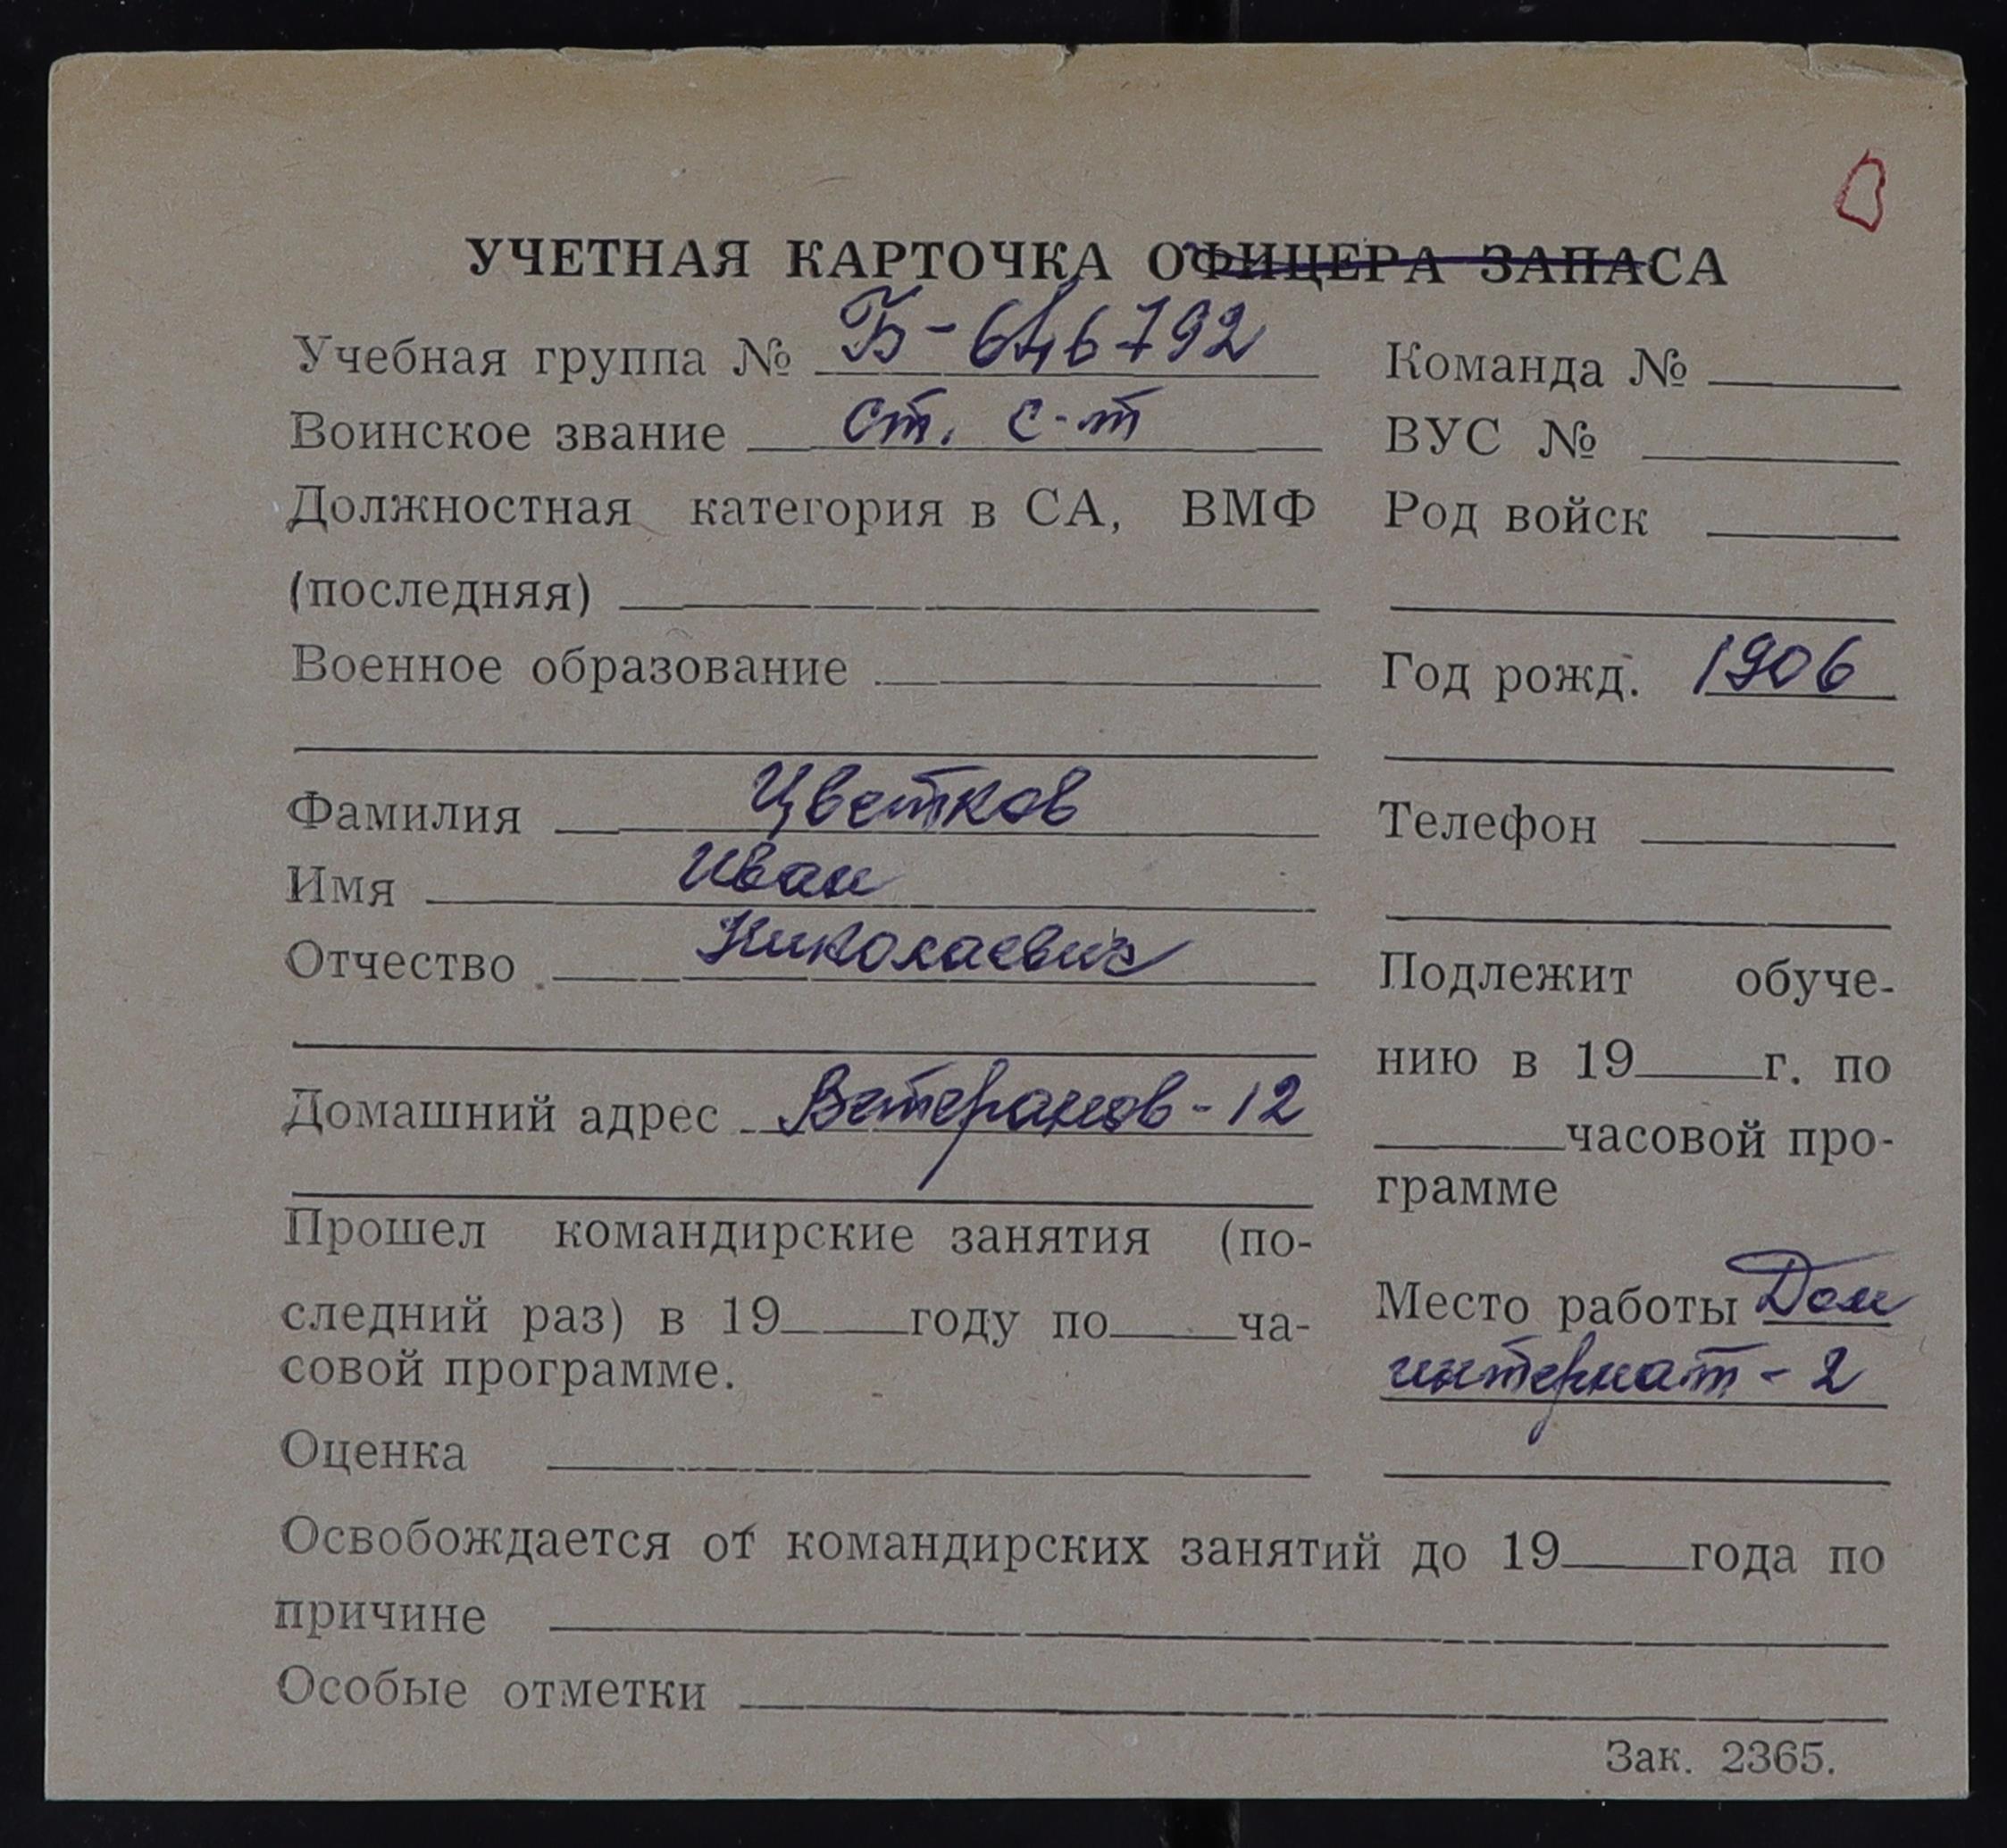 УЧЕТНАЯ КАРТОЧКА ОФИЦЕРА ЗАПАСА
Учебная группа № Б-646792
Воинское звание ст. с-т
Должностная категория в СА, ВМФ
(последняя)
Военное образование
Фамилия Цветков
Имя Иван
Отчество Николаевич
Домашний адрес Ветеранов-12
Прошел командирские занятия (по-
следний раз) в 19 году по ча-
совой программе.
Оценка
Команда №
ВУС №
Род войск
Год рожд. 1906
Телефон
Подлежит обуче-
нию в 19 г. по
часовой про-
грамме
Место работы Дом
интернат-2
Освобождается от командирских занятий до 19 года по
причине
Особые отметки
Зак. 2365.